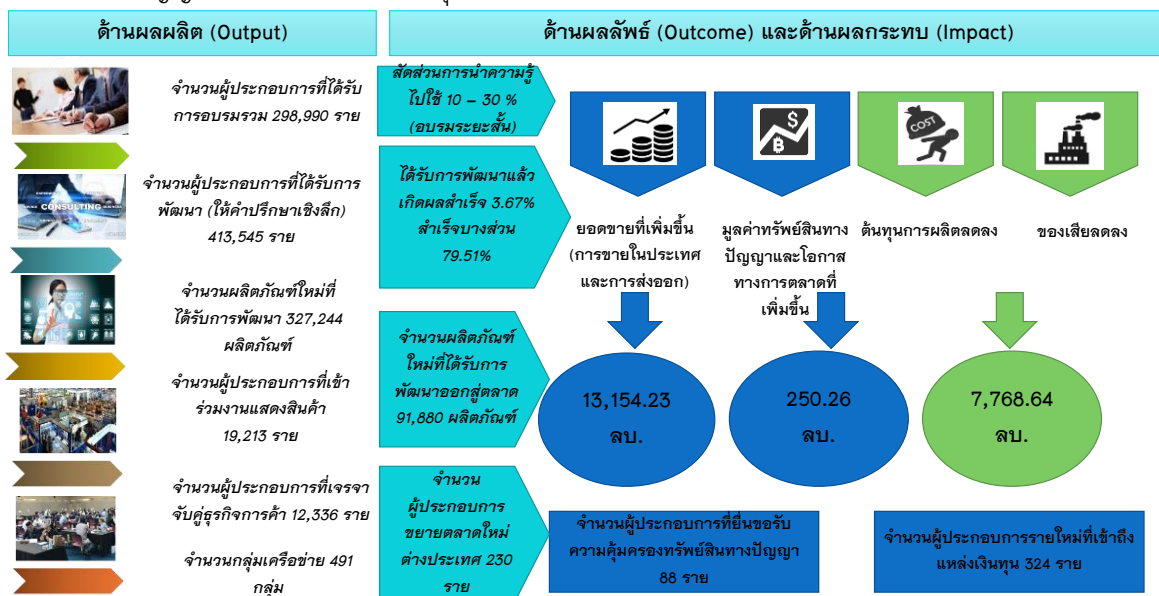 ด้านผลผลิต (Output)
ด้านผลลัพธ์ (Outcome) และด้านผลกระทบ (Impact)
จำนวนผู้ประกอบการที่ได้รับ
การอบรมรวม 298,990 ราย
CONSULTING
จำนวนผู้ประกอบการที่ได้รับการ
พัฒนา (ให้คำปรึกษาเชิงลึก)
413,545 ราย
จำนวนผลิตภัณฑ์ใหม่ที่
ได้รับการพัฒนา 327,244
ผลิตภัณฑ์
จำนวนผู้ประกอบการที่เข้า
ร่วมงานแสดงสินค้า
19,213 ราย
จำนวนผู้ประกอบการที่เจรจา
จับคู่ธุรกิจการค้า 12,336 ราย
จำนวนกลุ่มเครือข่าย 491
กลุ่ม
สัดส่วนการนำความรู้
ไปใช้ 10 – 30 %
(อบรมระยะสั้น)
ได้รับการพัฒนาแล้ว
เกิดผลสำเร็จ 3.67%
สำเร็จบางส่วน
79.51%
จำนวนผลิตภัณฑ์
ใหม่ที่ได้รับการ
พัฒนาออกสู่ตลาด
91,880 ผลิตภัณฑ์
จำนวน
ผู้ประกอบการ
ขยายตลาดใหม่
ต่างประเทศ 230
ราย
ยอดขายที่เพิ่มขึ้น
(การขายในประเทศ
และการส่งออก)
13,154.23
ลบ.
$
฿
มูลค่าทรัพย์สินทาง
ปัญญาและโอกาส
ทางการตลาดที่
เพิ่มขึ้น
250.26
ลบ.
COST
ต้นทุนการผลิตลดลง
7,768.64
ลบ.
ของเสียลดลง
จำนวนผู้ประกอบการที่ยื่นขอรับ
ความคุ้มครองทรัพย์สินทางปัญญา
88 ราย
จำนวนผู้ประกอบการรายใหม่ที่เข้าถึง
แหล่งเงินทุน 324 ราย